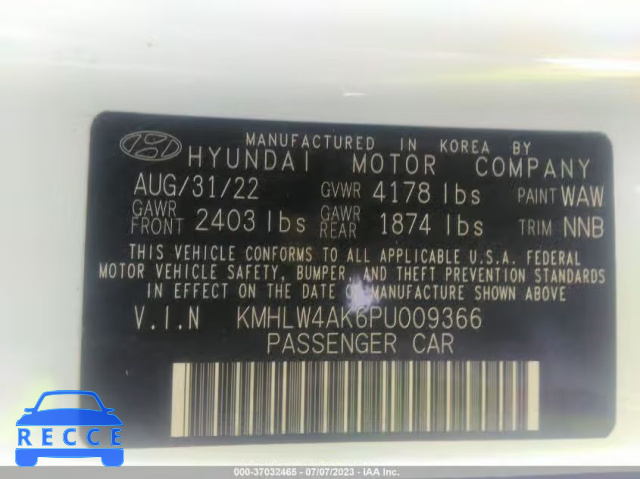 MANUFACTURED IN KOREA BY
HYUNDAI MOTOR COMPANY
AUG/31/22 GVWR 4178 lbs PAINT WAW
GAWR FRONT 2403 lbs GAWR REAR 1874 lbs TRIM NNB
THIS VEHICLE CONFORMS TO ALL APPLICABLE U.S.A. FEDERAL
MOTOR VEHICLE SAFETY, BUMPER, AND THEFT PREVENTION STANDARDS
IN EFFECT ON THE DATE OF MANUFACTURE SHOWN ABOVE.
V.I.N KMHLW4AK6PU009366
PASSENGER CAR
RECCE
000-37032465 - 07/07/2023 - IAA Inc.